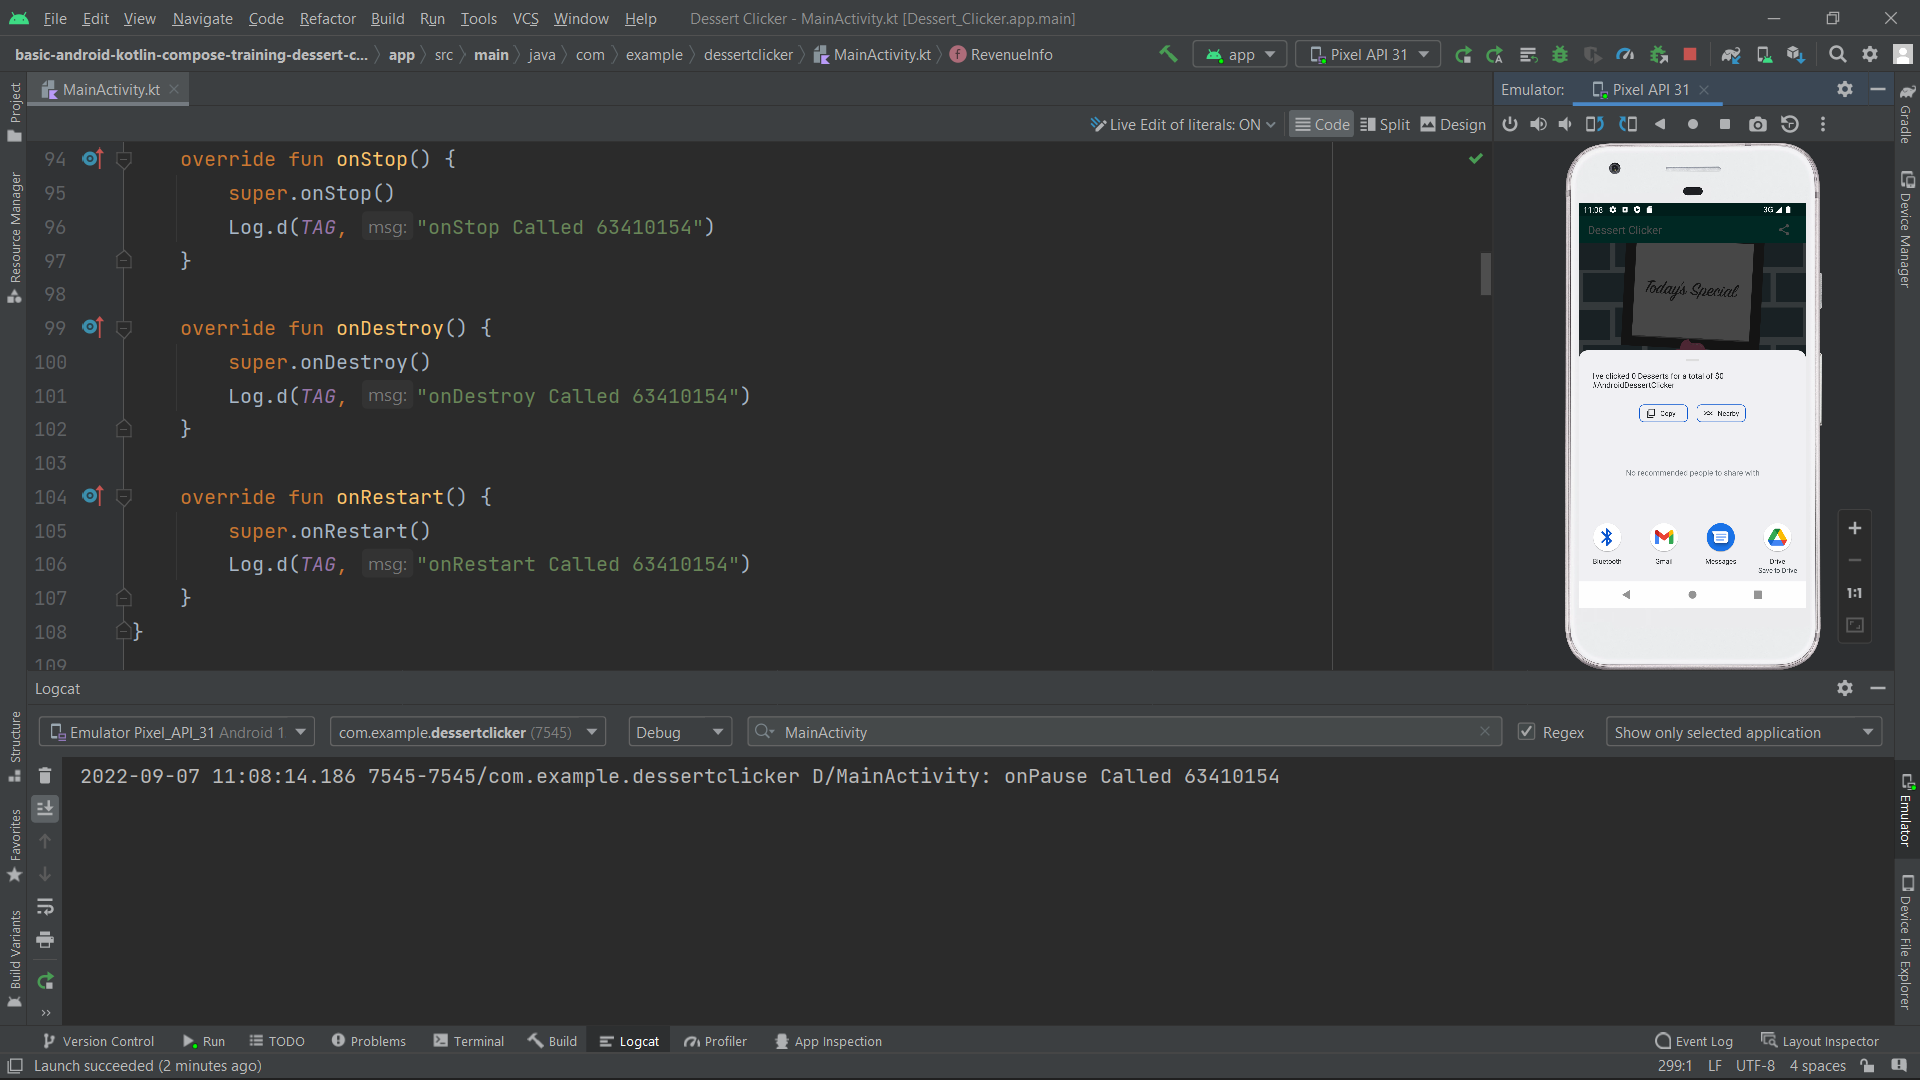 File Edit View Navigate Code Refactor Build Run Tools VCS Window Help Dessert Clicker - MainActivity.kt [Dessert_Clicker.app.main]
basic-android-kotlin-compose-training-dessert-c... app src main java com example dessertclicker MainActivity.kt RevenueInfo app Pixel API 31
MainActivity.kt
Emulator: Pixel API 31
Live Edit of literals: ON Code Split Design
94 override fun onStop() {
95 super.onStop()
96 Log.d(TAG, msg: "onStop Called 63410154")
97 }
98
99 override fun onDestroy() {
100 super.onDestroy()
101 Log.d(TAG, msg: "onDestroy Called 63410154")
102 }
103
104 override fun onRestart() {
105 super.onRestart()
106 Log.d(TAG, msg: "onRestart Called 63410154")
107 }
108 }
109
Project
Resource Manager
Structure
Favorites
Build Variants
11:08 3G
Dessert Clicker
Today's Special
I've clicked 0 Desserts for a total of $0
#AndroidDessertClicker
Copy Nearby
No recommended people to share with
Bluetooth Gmail Messages Drive
Save to Drive
1:1
Gradle
Device Manager
Emulator
Device File Explorer
Logcat
Emulator Pixel_API_31 Android 1 com.example.dessertclicker (7545) Debug MainActivity Regex Show only selected application
2022-09-07 11:08:14.186 7545-7545/com.example.dessertclicker D/MainActivity: onPause Called 63410154
Version Control Run TODO Problems Terminal Build Logcat Profiler App Inspection Event Log Layout Inspector
Launch succeeded (2 minutes ago) 299:1 LF UTF-8 4 spaces